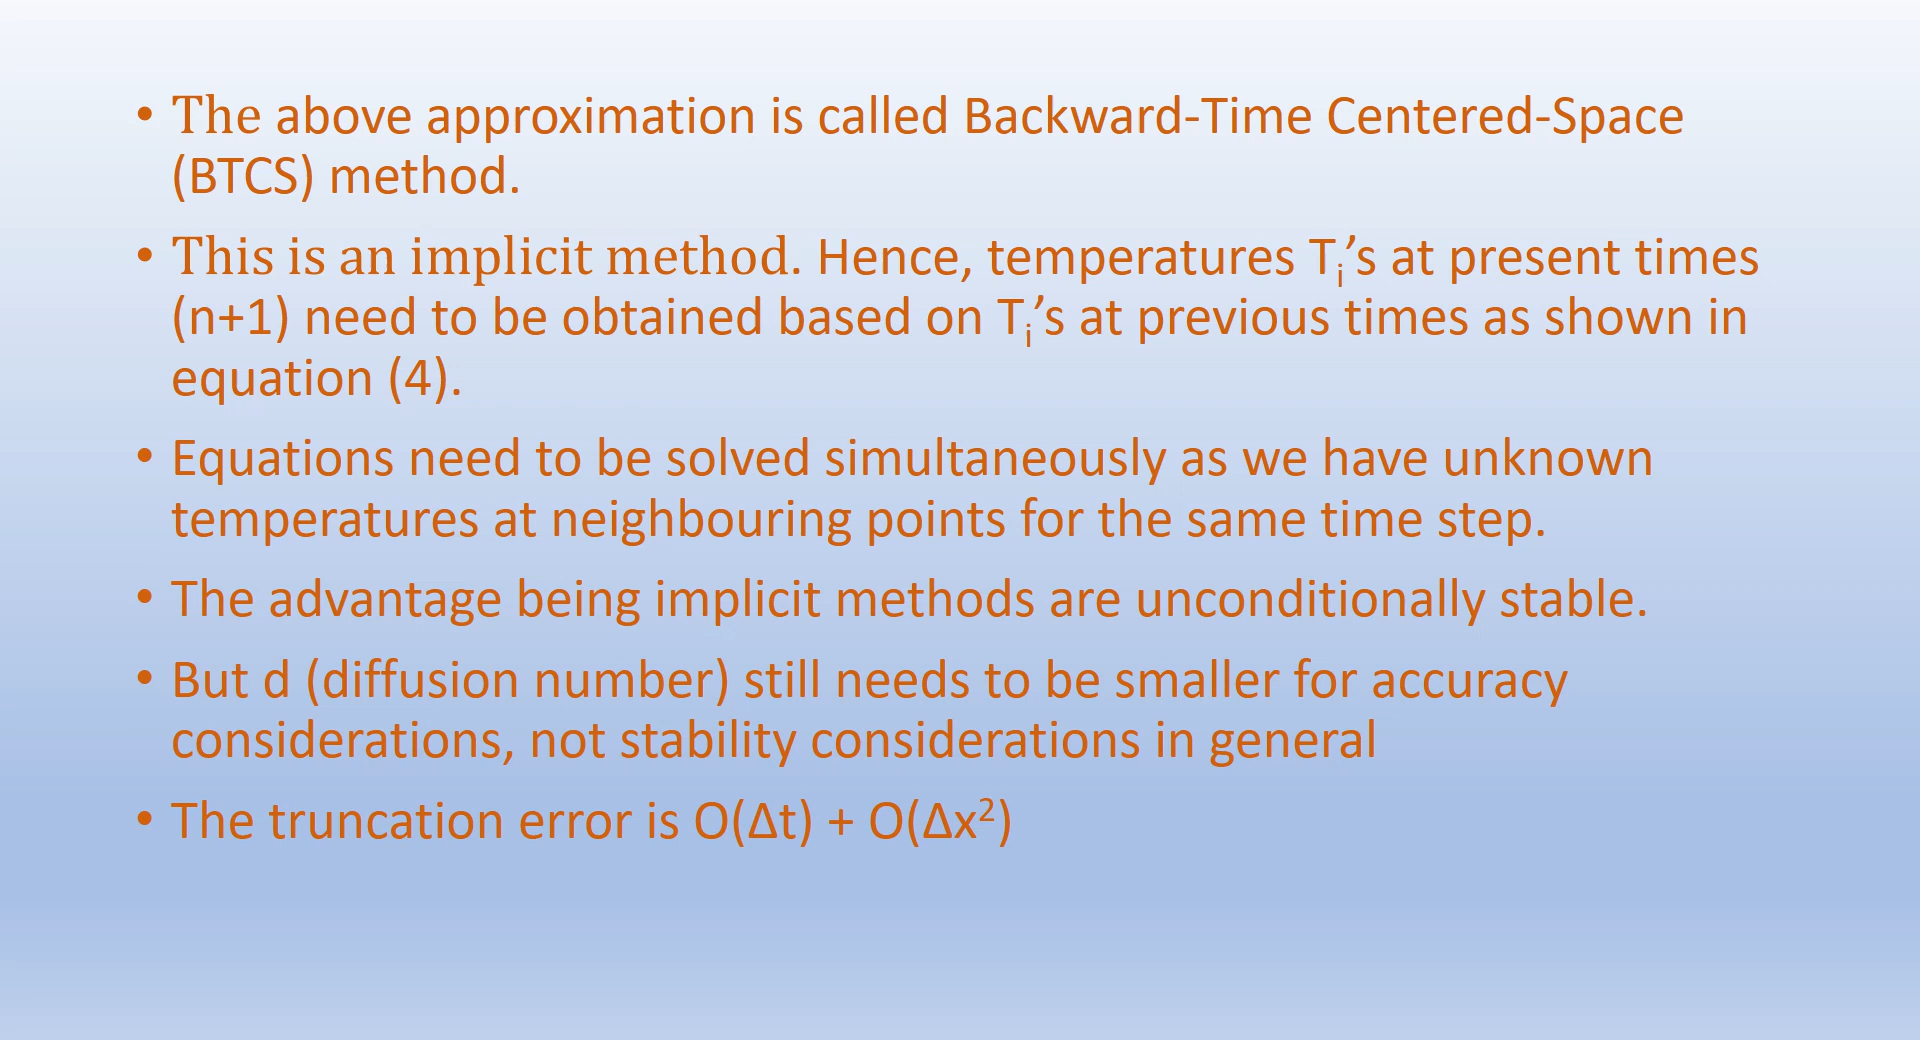 • The above approximation is called Backward-Time Centered-Space
(BTCS) method.
• This is an implicit method. Hence, temperatures Tᵢ’s at present times
(n+1) need to be obtained based on Tᵢ’s at previous times as shown in
equation (4).
• Equations need to be solved simultaneously as we have unknown
temperatures at neighbouring points for the same time step.
• The advantage being implicit methods are unconditionally stable.
• But d (diffusion number) still needs to be smaller for accuracy
considerations, not stability considerations in general
• The truncation error is O(Δt) + O(Δx²)